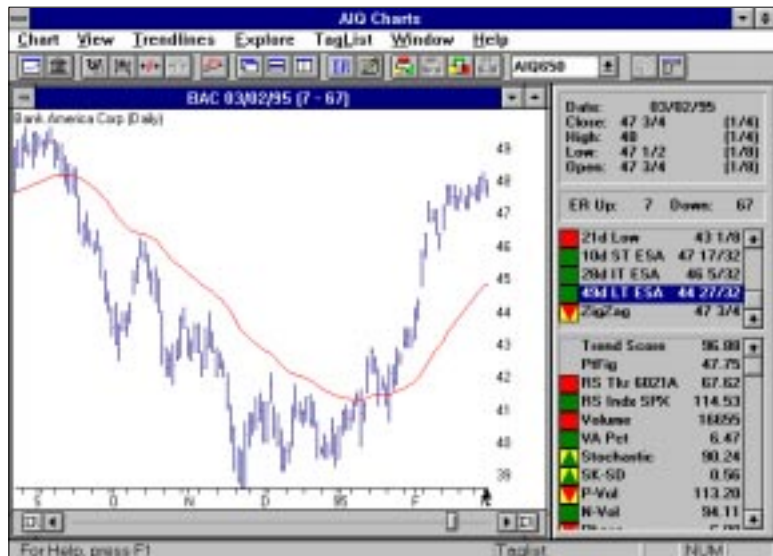 AIQ Charts
Chart View Trendlines Explore TagList Window Help
AIQ650
BAC 03/02/95 (7 - 67)
Bank America Corp (Daily)
49
48
47
46
45
44
43
42
41
40
39
S O N D 95 F
Date: 03/02/95
Close: 47 3/4 (1/4)
High: 48 (1/4)
Low: 47 1/2 (1/8)
Open: 47 3/4 (1/8)
ER Up: 7 Down: 67
21d Low 43 1/8
10d ST ESA 47 17/32
28d IT ESA 46 5/32
49d LT ESA 44 27/32
ZigZag 47 3/4
Trend Score 96.99
PtFig 47.75
RS Tkr 6021A 67.62
RS Indx SPX 114.53
Volume 16655
VA Pct 6.47
Stochastic 90.24
SK-SD 0.56
P-Vol 113.20
N-Vol 94.11
For Help, press F1
Taglist
NUM